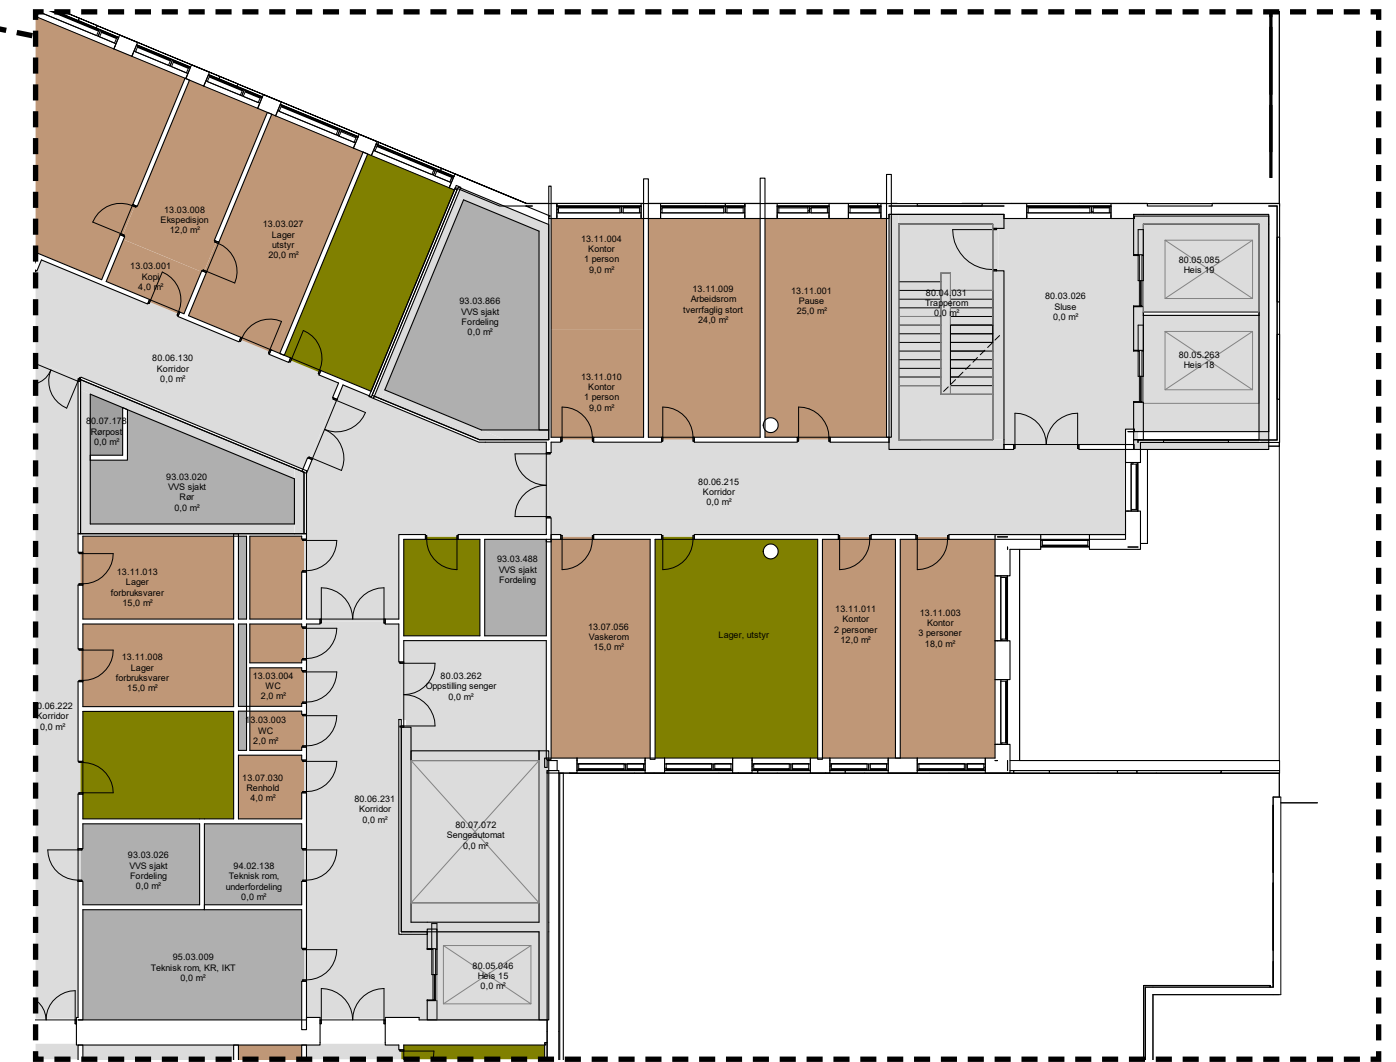 13.03.008
Ekspedisjon
12,0 m²
13.03.001
Kopi
4,0 m²
13.03.027
Lager
utstyr
20,0 m²
93.03.866
VVS sjakt
Fordeling
0,0 m²
13.11.004
Kontor
1 person
9,0 m²
13.11.010
Kontor
1 person
9,0 m²
13.11.009
Arbeidsrom
tverrfaglig stort
24,0 m²
13.11.001
Pause
25,0 m²
80.04.031
Trapperom
0,0 m²
80.03.026
Sluse
0,0 m²
80.05.085
Heis 19
80.05.263
Heis 18
80.06.130
Korridor
0,0 m²
80.07.178
Rørpost
0,0 m²
93.03.020
VVS sjakt
Rør
0,0 m²
80.06.215
Korridor
0,0 m²
13.11.013
Lager
forbruksvarer
15,0 m²
93.03.488
VVS sjakt
Fordeling
13.07.056
Vaskerom
15,0 m²
Lager, utstyr
13.11.011
Kontor
2 personer
12,0 m²
13.11.003
Kontor
3 personer
18,0 m²
13.11.008
Lager
forbruksvarer
15,0 m²
13.03.004
WC
2,0 m²
80.03.262
Oppstilling senger
0,0 m²
0.06.222
Korridor
0,0 m²
13.03.003
WC
2,0 m²
13.07.030
Renhold
4,0 m²
80.06.231
Korridor
0,0 m²
80.07.072
Sengeautomat
0,0 m²
93.03.026
VVS sjakt
Fordeling
0,0 m²
94.02.138
Teknisk rom,
underfordeling
0,0 m²
95.03.009
Teknisk rom, KR, IKT
0,0 m²
80.05.046
Heis 15
0,0 m²